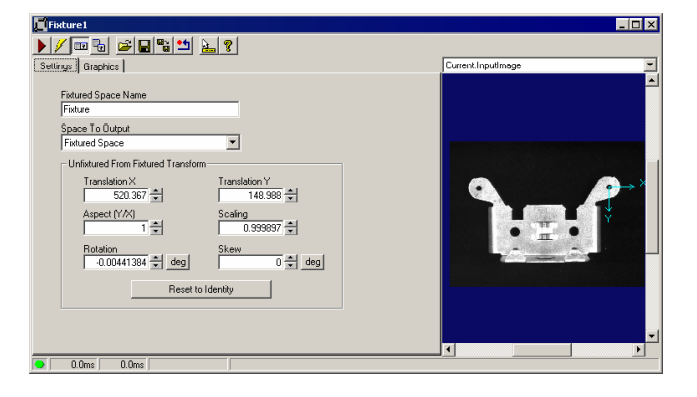 Fixture1
Settings
Graphics
Current.InputImage
Fixtured Space Name
Fixture
Space To Output
Fixtured Space
Unfixtured From Fixtured Transform
Translation X
Translation Y
520.367
148.988
Aspect (Y/X)
Scaling
1
0.999897
Rotation
Skew
-0.00441384
deg
0
deg
Reset to Identity
X
Y
0.0ms
0.0ms